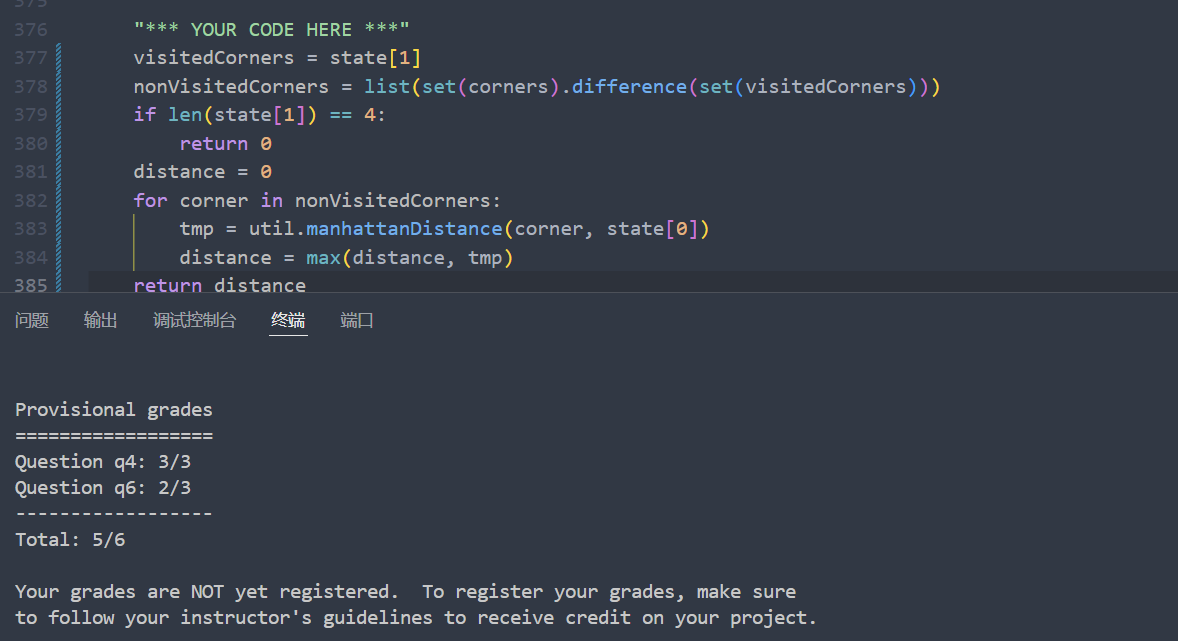 375
376 "*** YOUR CODE HERE ***"
377 visitedCorners = state[1]
378 nonVisitedCorners = list(set(corners).difference(set(visitedCorners)))
379 if len(state[1]) == 4:
380 return 0
381 distance = 0
382 for corner in nonVisitedCorners:
383 tmp = util.manhattanDistance(corner, state[0])
384 distance = max(distance, tmp)
385 return distance
问题 输出 调试控制台 终端 端口
Provisional grades
==================
Question q4: 3/3
Question q6: 2/3
------------------
Total: 5/6
Your grades are NOT yet registered.  To register your grades, make sure
to follow your instructor's guidelines to receive credit on your project.